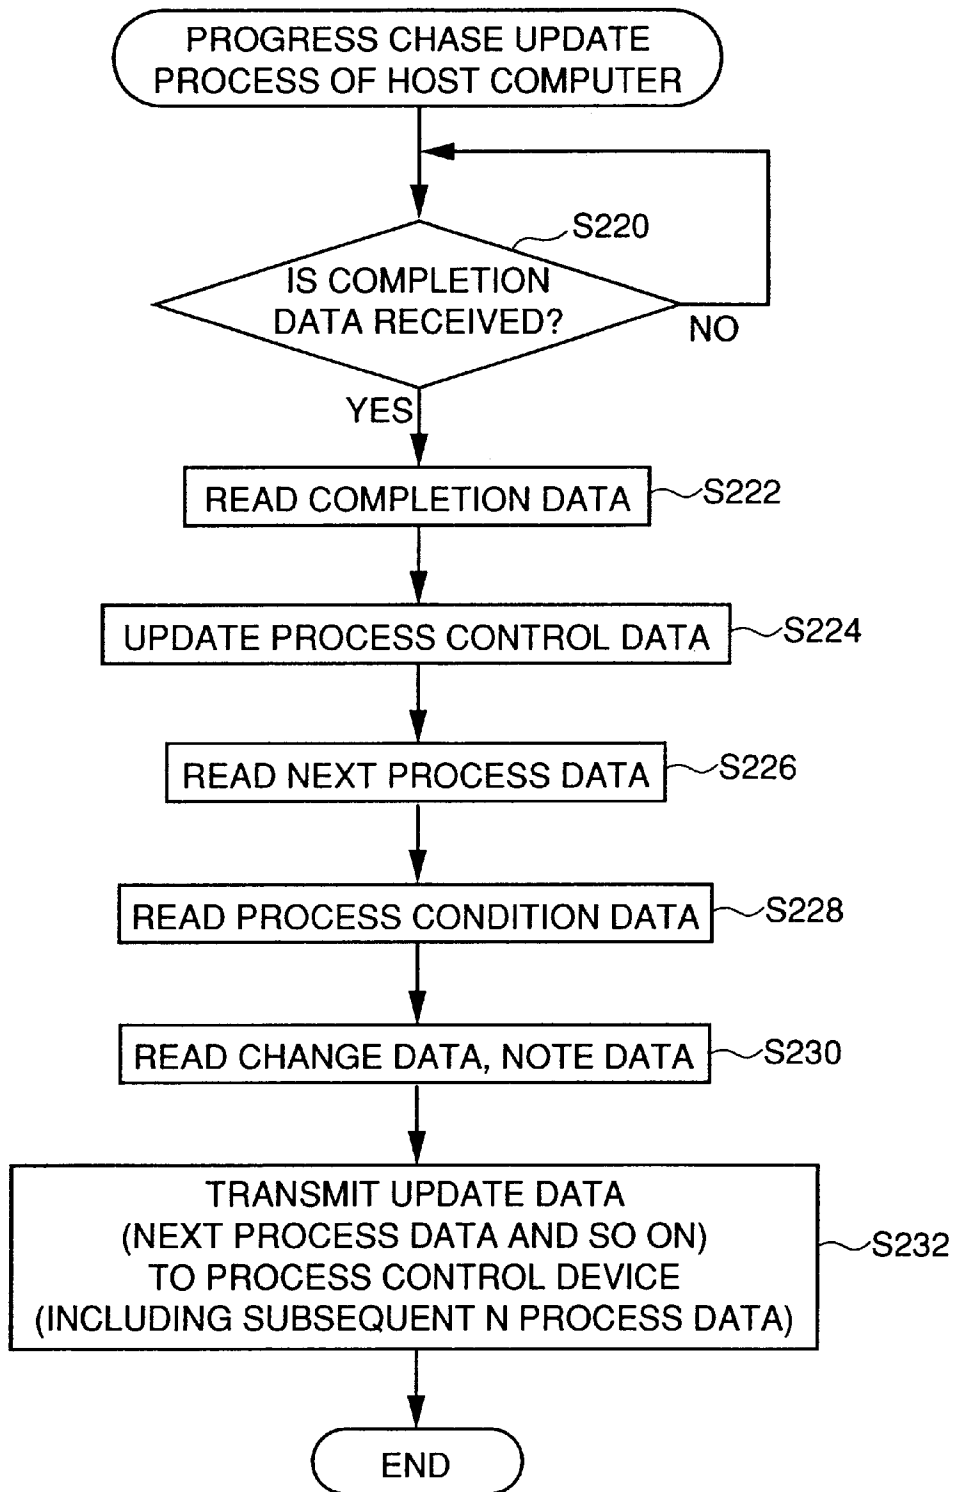 PROGRESS CHASE UPDATE
PROCESS OF HOST COMPUTER
S220
IS COMPLETION
DATA RECEIVED?
NO
YES
READ COMPLETION DATA
S222
UPDATE PROCESS CONTROL DATA
S224
READ NEXT PROCESS DATA
S226
READ PROCESS CONDITION DATA
S228
READ CHANGE DATA, NOTE DATA
S230
TRANSMIT UPDATE DATA
(NEXT PROCESS DATA AND SO ON)
TO PROCESS CONTROL DEVICE
(INCLUDING SUBSEQUENT N PROCESS DATA)
S232
END